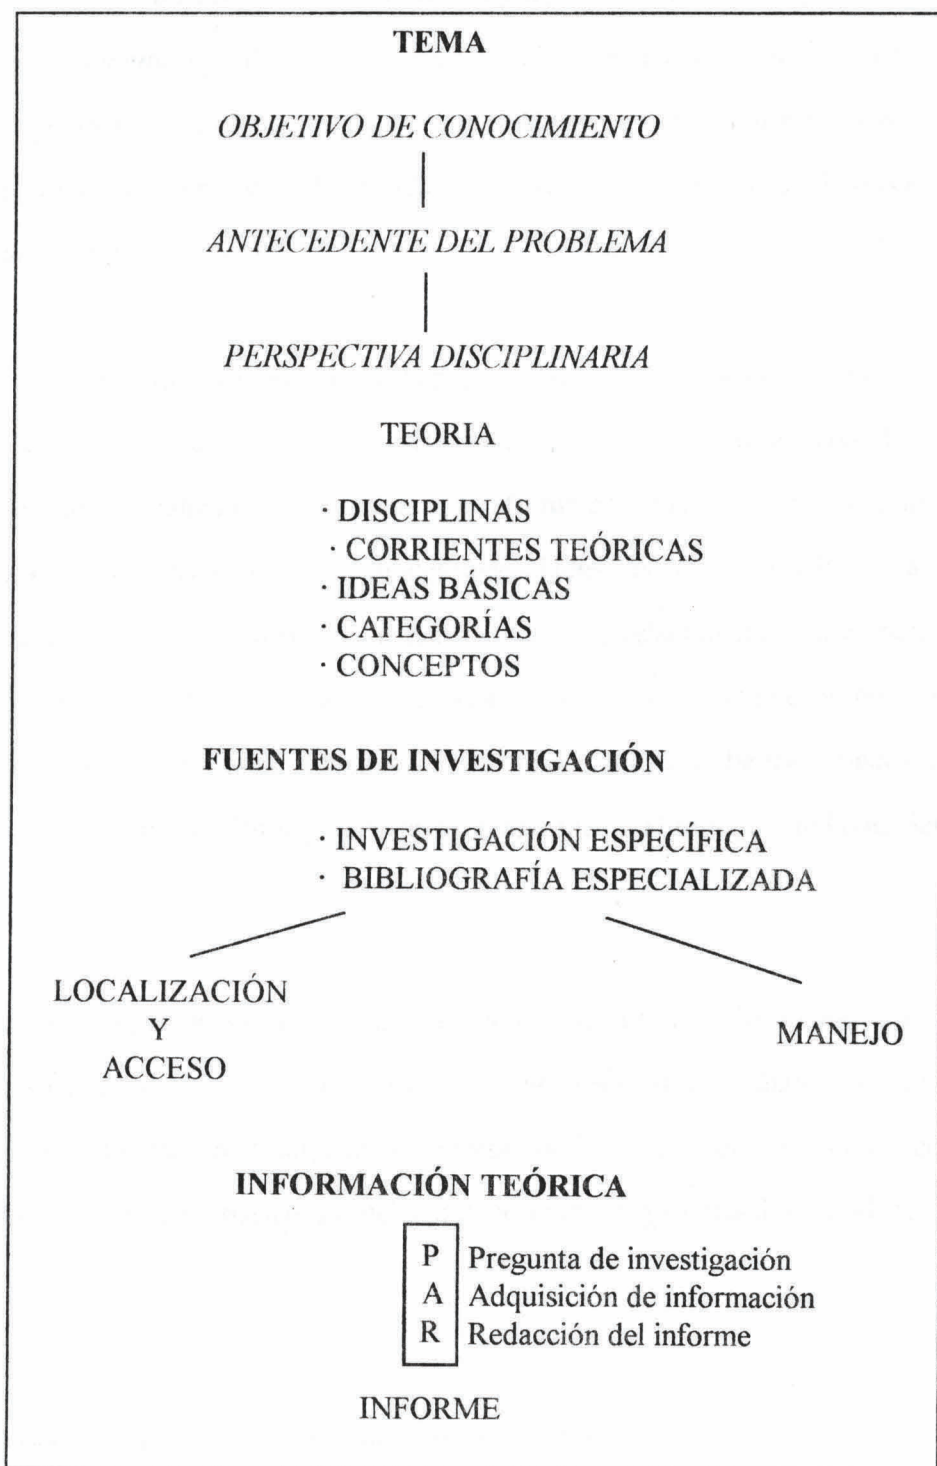 TEMA
OBJETIVO DE CONOCIMIENTO
ANTECEDENTE DEL PROBLEMA
PERSPECTIVA DISCIPLINARIA
TEORIA
· DISCIPLINAS
· CORRIENTES TEÓRICAS
· IDEAS BÁSICAS
· CATEGORÍAS
· CONCEPTOS
FUENTES DE INVESTIGACIÓN
· INVESTIGACIÓN ESPECÍFICA
· BIBLIOGRAFÍA ESPECIALIZADA
LOCALIZACIÓN
Y
ACCESO
MANEJO
INFORMACIÓN TEÓRICA
P Pregunta de investigación
A Adquisición de información
R Redacción del informe
INFORME